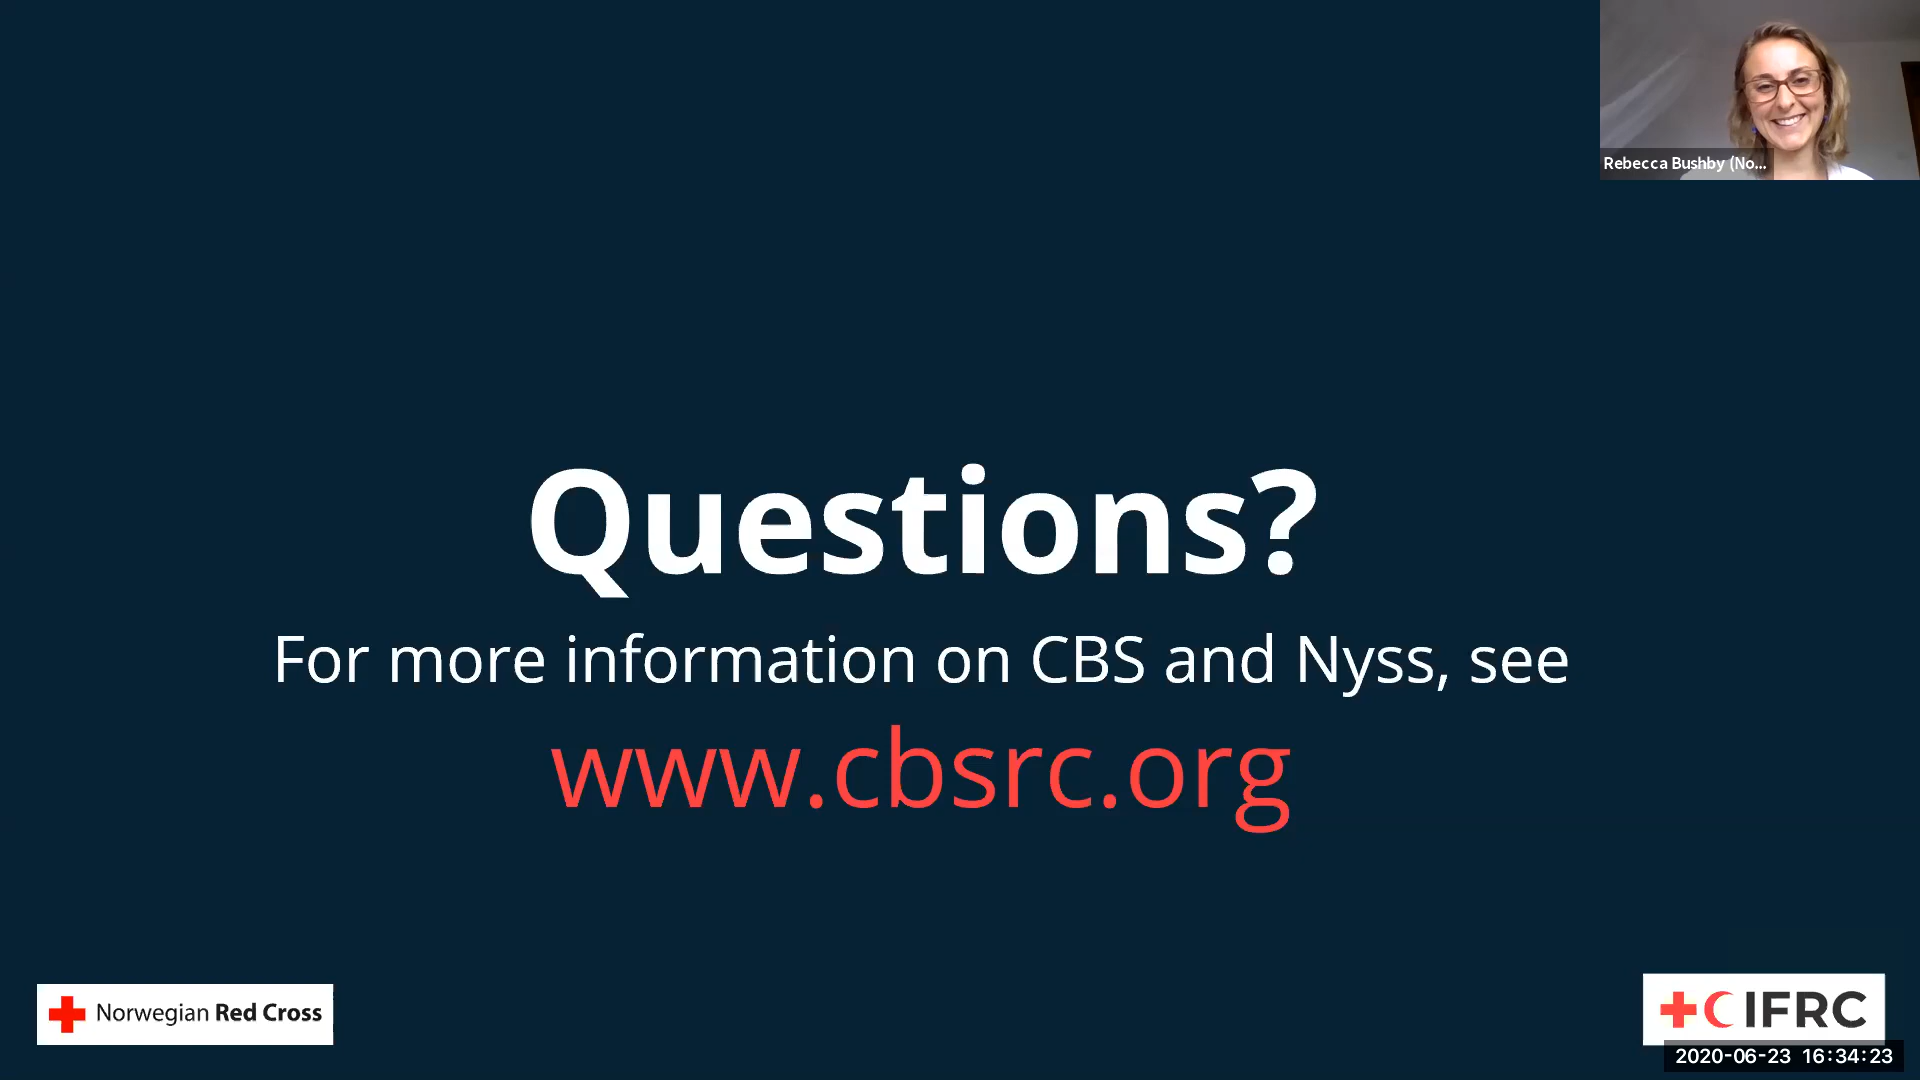 Rebecca Bushby (No...
Questions?
For more information on CBS and Nyss, see
www.cbsrc.org
Norwegian Red Cross
IFRC
2020-06-23 16:34:23